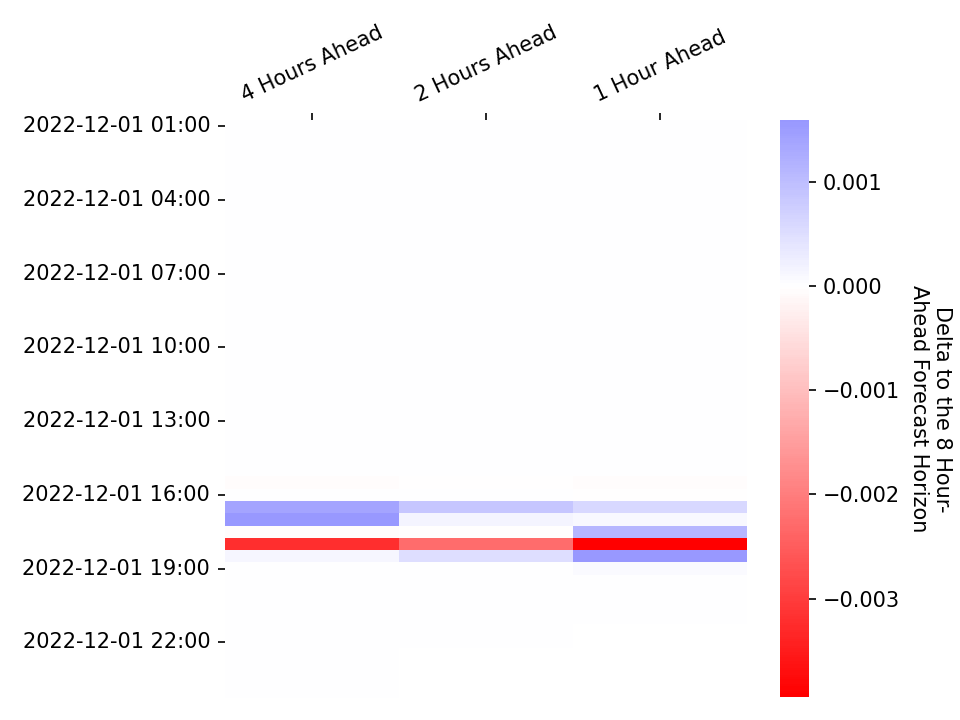 4 Hours Ahead
2 Hours Ahead
1 Hour Ahead
2022-12-01 01:00
2022-12-01 04:00
2022-12-01 07:00
2022-12-01 10:00
2022-12-01 13:00
2022-12-01 16:00
2022-12-01 19:00
2022-12-01 22:00
0.001
0.000
−0.001
−0.002
−0.003
Delta to the 8 Hour-
Ahead Forecast Horizon